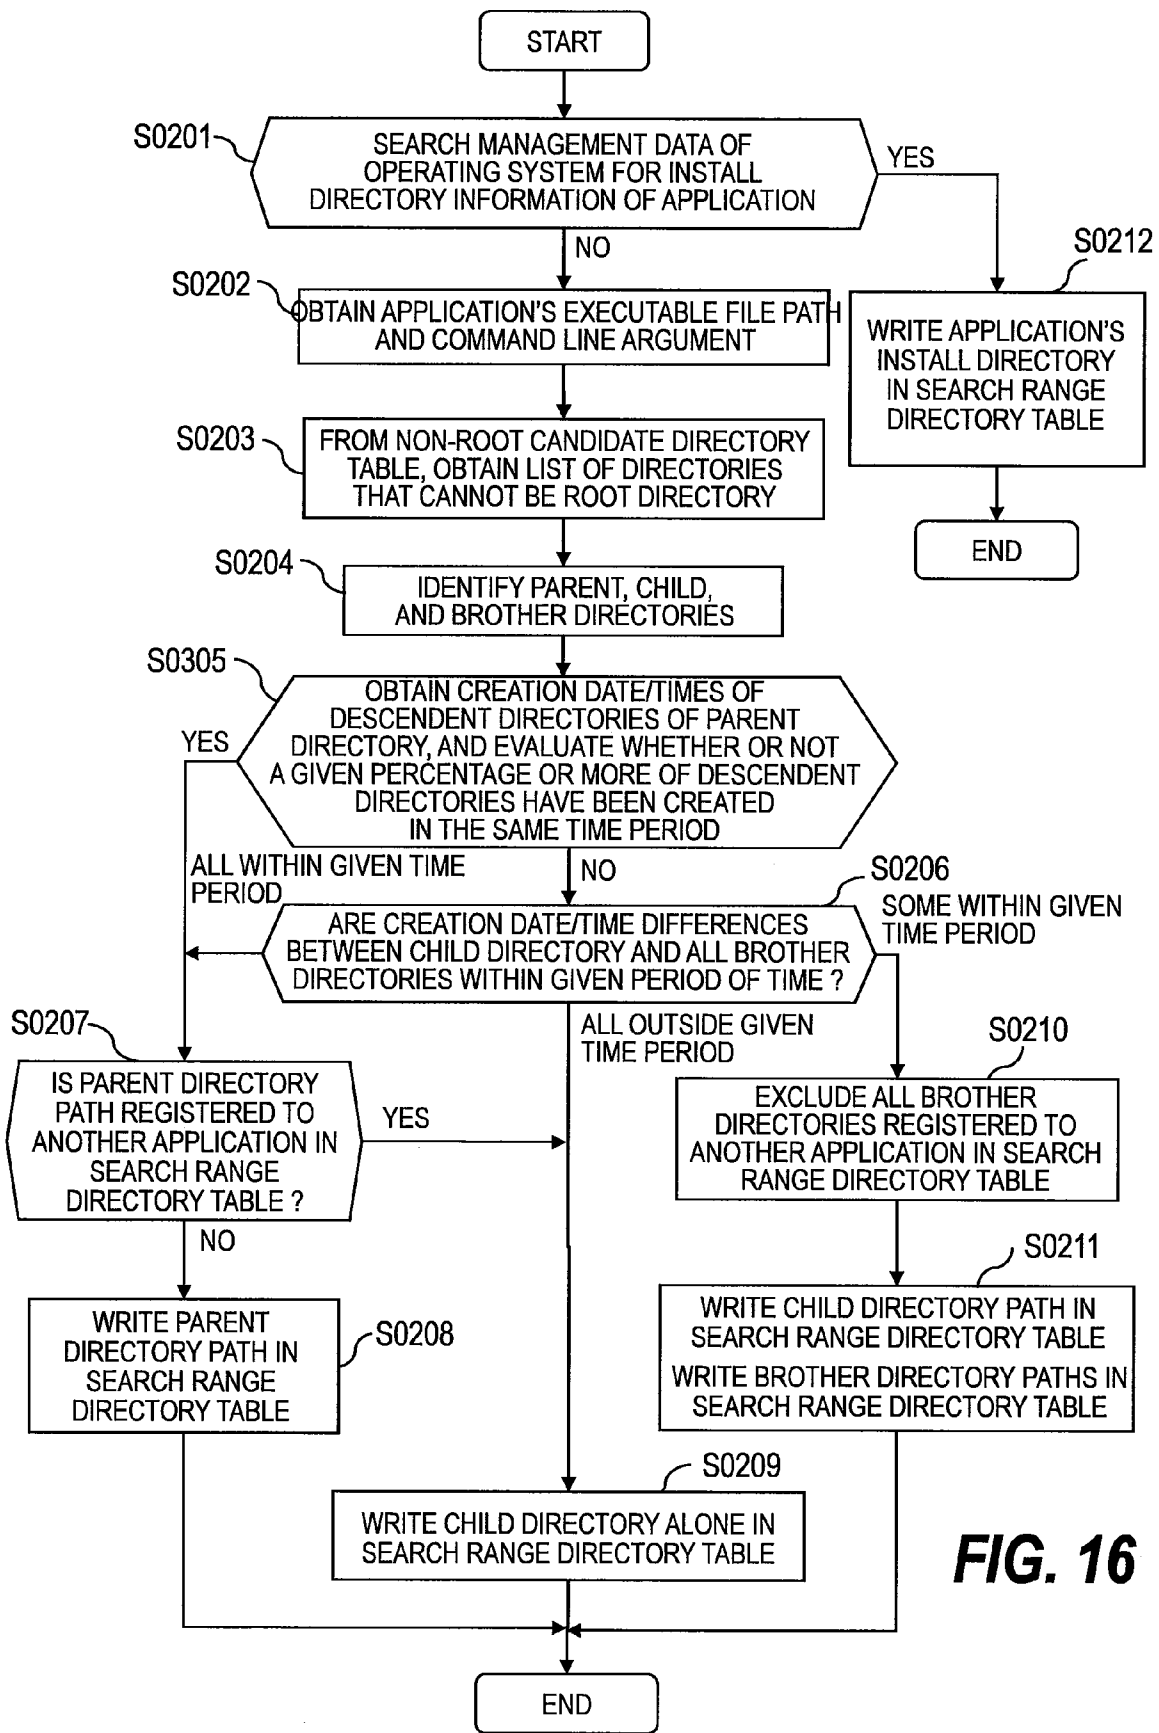 START
S0201
SEARCH MANAGEMENT DATA OF
OPERATING SYSTEM FOR INSTALL
DIRECTORY INFORMATION OF APPLICATION
YES
NO
S0212
WRITE APPLICATION'S
INSTALL DIRECTORY
IN SEARCH RANGE
DIRECTORY TABLE
END
S0202
OBTAIN APPLICATION'S EXECUTABLE FILE PATH
AND COMMAND LINE ARGUMENT
S0203
FROM NON-ROOT CANDIDATE DIRECTORY
TABLE, OBTAIN LIST OF DIRECTORIES
THAT CANNOT BE ROOT DIRECTORY
S0204
IDENTIFY PARENT, CHILD,
AND BROTHER DIRECTORIES
S0305
OBTAIN CREATION DATE/TIMES OF
DESCENDENT DIRECTORIES OF PARENT
DIRECTORY, AND EVALUATE WHETHER OR NOT
A GIVEN PERCENTAGE OR MORE OF DESCENDENT
DIRECTORIES HAVE BEEN CREATED
IN THE SAME TIME PERIOD
YES
NO
ALL WITHIN GIVEN TIME
PERIOD
S0206
ARE CREATION DATE/TIME DIFFERENCES
BETWEEN CHILD DIRECTORY AND ALL BROTHER
DIRECTORIES WITHIN GIVEN PERIOD OF TIME ?
SOME WITHIN GIVEN
TIME PERIOD
ALL OUTSIDE GIVEN
TIME PERIOD
S0207
IS PARENT DIRECTORY
PATH REGISTERED TO
ANOTHER APPLICATION IN
SEARCH RANGE
DIRECTORY TABLE ?
YES
NO
S0210
EXCLUDE ALL BROTHER
DIRECTORIES REGISTERED TO
ANOTHER APPLICATION IN SEARCH
RANGE DIRECTORY TABLE
S0208
WRITE PARENT
DIRECTORY PATH IN
SEARCH RANGE
DIRECTORY TABLE
S0211
WRITE CHILD DIRECTORY PATH IN
SEARCH RANGE DIRECTORY TABLE
WRITE BROTHER DIRECTORY PATHS IN
SEARCH RANGE DIRECTORY TABLE
S0209
WRITE CHILD DIRECTORY ALONE IN
SEARCH RANGE DIRECTORY TABLE
FIG. 16
END